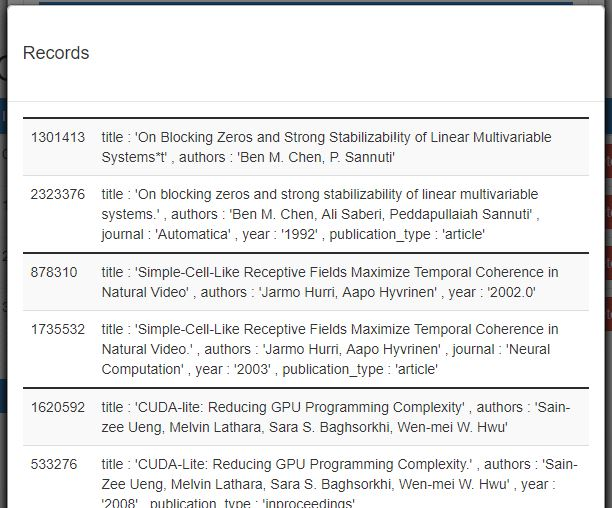 Records
1301413 title : 'On Blocking Zeros and Strong Stabilizabi!ity of Linear Multivariable
Systems*t' , authors : 'Ben M. Chen, P. Sannuti'
2323376 title : 'On blocking zeros and strong stabilizability of linear multivariable
systems.' , authors : 'Ben M. Chen, Ali Saberi, Peddapullaiah Sannuti' ,
journal : 'Automatica' , year : '1992' , publication_type : 'article'
878310 title : 'Simple-Cell-Like Receptive Fields Maximize Temporal Coherence in
Natural Video' , authors : 'Jarmo Hurri, Aapo Hyvrinen' , year : '2002.0'
1735532 title : 'Simple-Cell-Like Receptive Fields Maximize Temporal Coherence in
Natural Video.' , authors : 'Jarmo Hurri, Aapo Hyvrinen' , journal : 'Neural
Computation' , year : '2003' , publication_type : 'article'
1620592 title : 'CUDA-lite: Reducing GPU Programming Complexity' , authors : 'Sain-
zee Ueng, Melvin Lathara, Sara S. Baghsorkhi, Wen-mei W. Hwu'
533276 title : 'CUDA-Lite: Reducing GPU Programming Complexity.' , authors : 'Sain-
Zee Ueng, Melvin Lathara, Sara S. Baghsorkhi, Wen-mei W. Hwu' , year :
'2008' , publication_type : 'inproceedings'